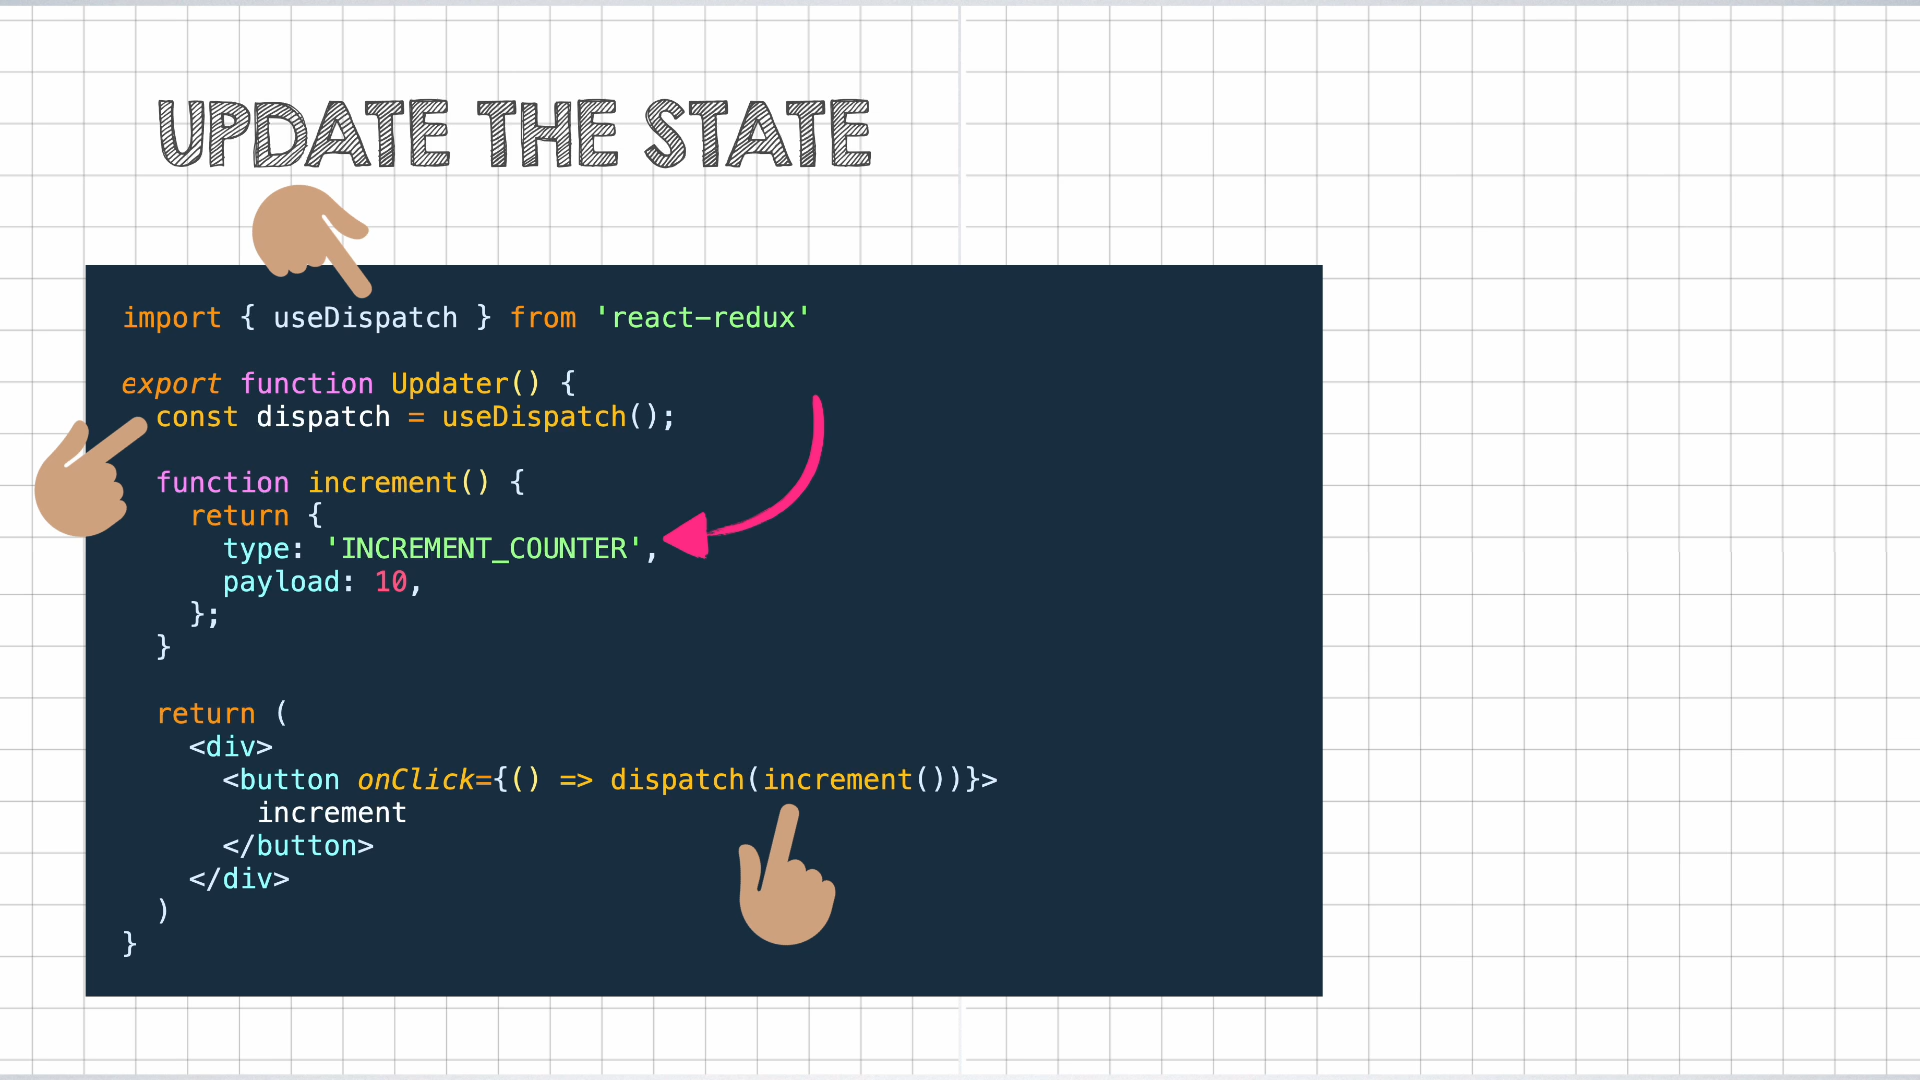 UPDATE THE STATE
import { useDispatch } from 'react-redux'
export function Updater() {
const dispatch = useDispatch();
function increment() {
return {
type: 'INCREMENT_COUNTER',
payload: 10,
};
}
return (
<div>
<button onClick={() => dispatch(increment())}>
increment
</button>
</div>
)
}